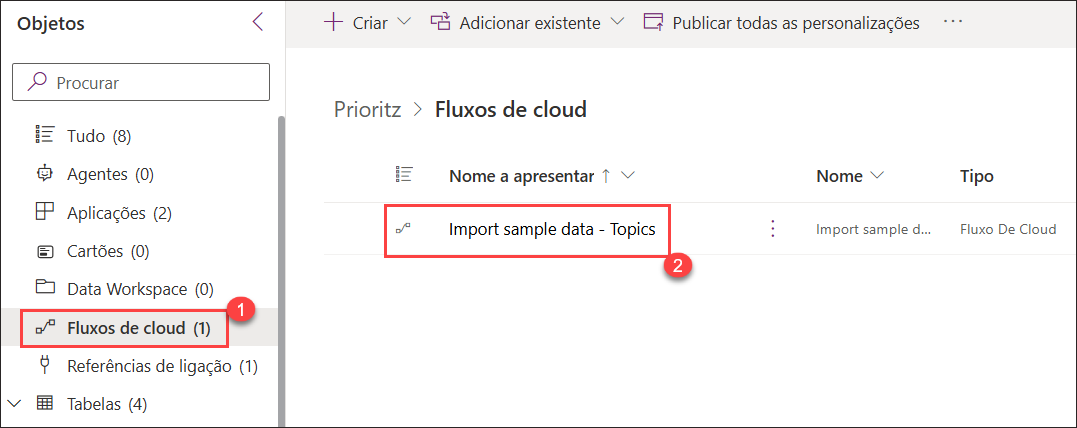 Objetos
Criar Adicionar existente Publicar todas as personalizações ...
Procurar
Tudo (8)
Agentes (0)
Aplicações (2)
Cartões (0)
Data Workspace (0)
1
Fluxos de cloud (1)
Referências de ligação (1)
Tabelas (4)
Prioritz > Fluxos de cloud
Nome a apresentar ↑ Nome Tipo
Import sample data - Topics Import sample d... Fluxo De Cloud
2